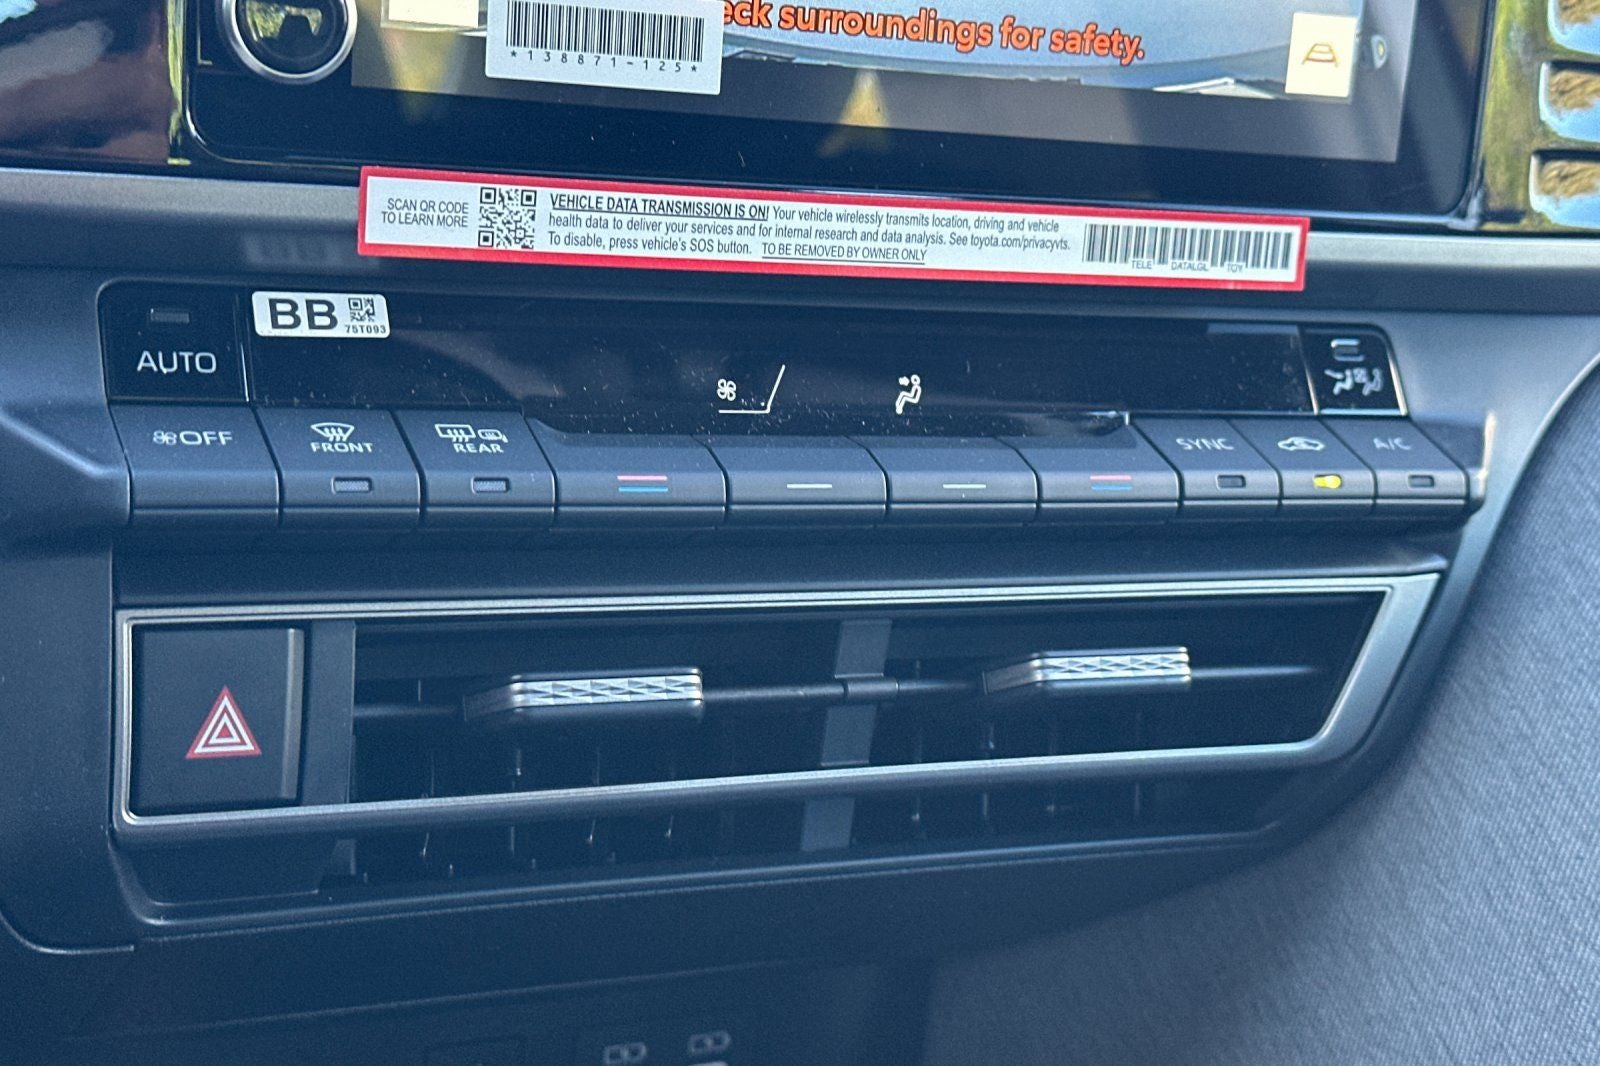 eck surroundings for safety.
*138871-125*
SCAN QR CODE
TO LEARN MORE
VEHICLE DATA TRANSMISSION IS ON! Your vehicle wirelessly transmits location, driving and vehicle
health data to deliver your services and for internal research and data analysis. See toyota.com/privacyvts.
To disable, press vehicle's SOS button. TO BE REMOVED BY OWNER ONLY
TELE DATALGL TOY
BB
75T093
AUTO
OFF
FRONT
REAR
SYNC
A/C